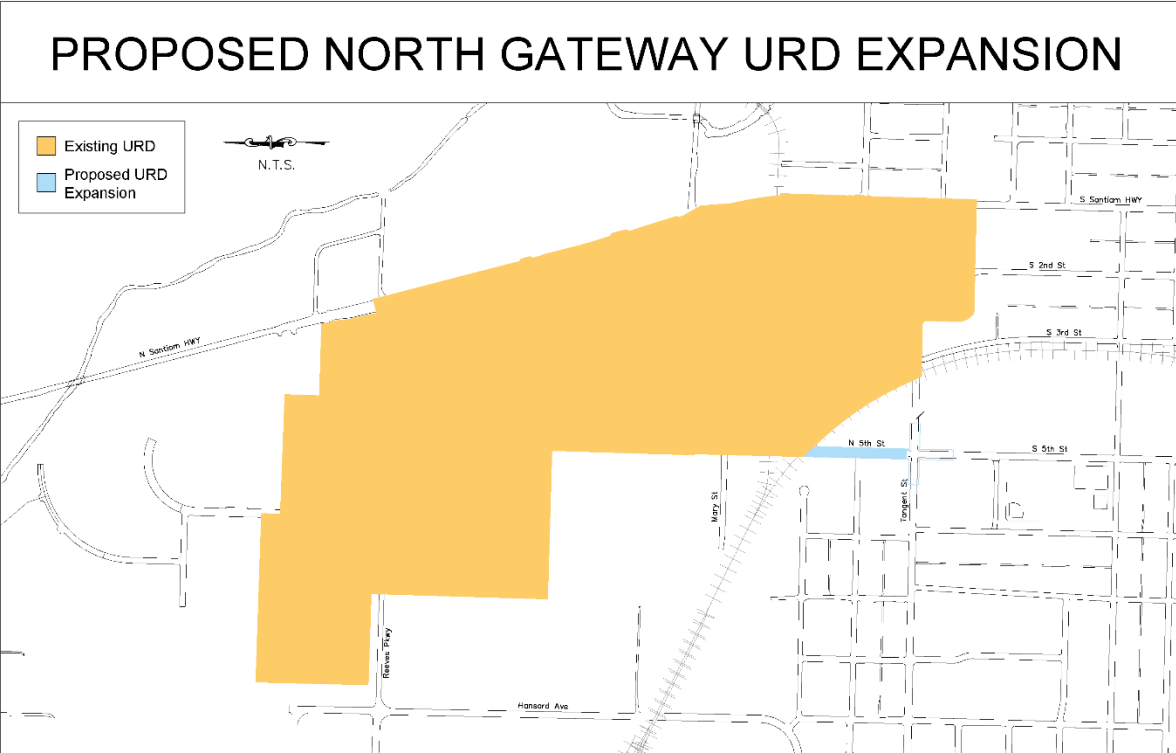 PROPOSED NORTH GATEWAY URD EXPANSION
Existing URD
Proposed URD
Expansion
N.T.S.
S Santiam HWY
S 2nd St
S 3rd St
N Santiam HWY
N 5th St
S 5th St
Mary St
Tangent St
Reeves Pkwy
Hansard Ave